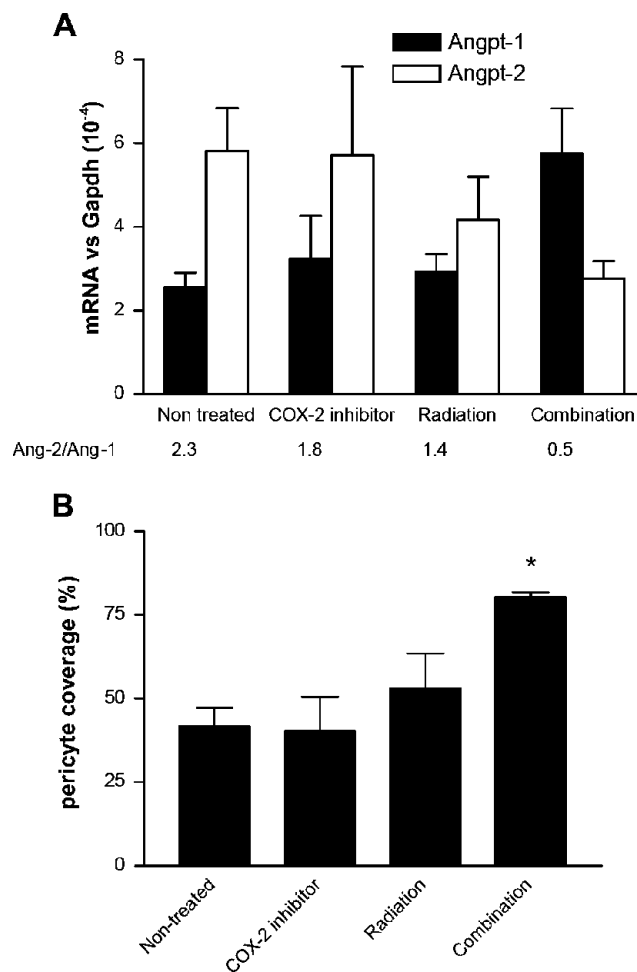 A
Angpt-1
Angpt-2
mRNA vs Gapdh (10⁻⁴)
8
6
4
2
0
Non treated COX-2 inhibitor Radiation Combination
Ang-2/Ang-1 2.3 1.8 1.4 0.5
B
pericyte coverage (%)
100
75
50
25
0
*
Non-treated
COX-2 inhibitor
Radiation
Combination